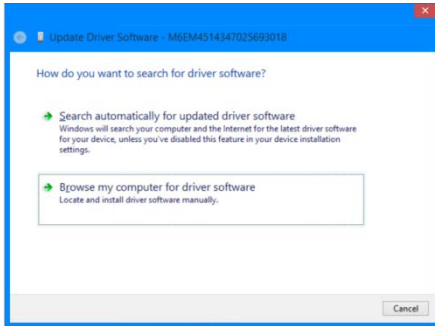 Update Driver Software - M6EM4514347025693018
How do you want to search for driver software?
Search automatically for updated driver software
Windows will search your computer and the Internet for the latest driver software
for your device, unless you've disabled this feature in your device installation
settings.
Browse my computer for driver software
Locate and install driver software manually.
Cancel